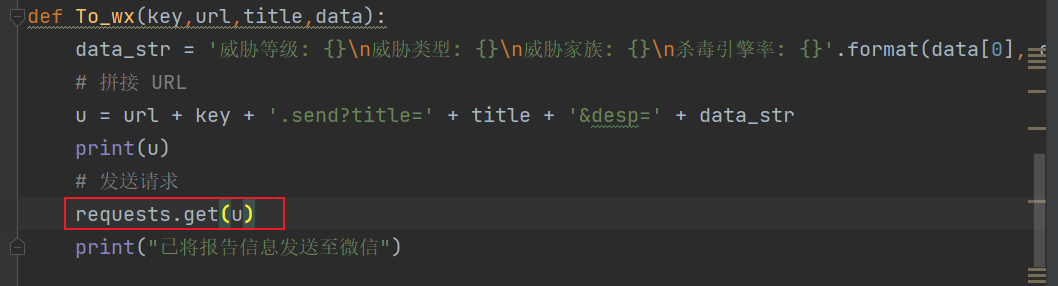 def To_wx(key,url,title,data):
data_str = '威胁等级: {}\n威胁类型: {}\n威胁家族: {}\n杀毒引擎率: {}'.format(data[0],
# 拼接 URL
u = url + key + '.send?title=' + title + '&desp=' + data_str
print(u)
# 发送请求
requests.get(u)
print("已将报告信息发送至微信")